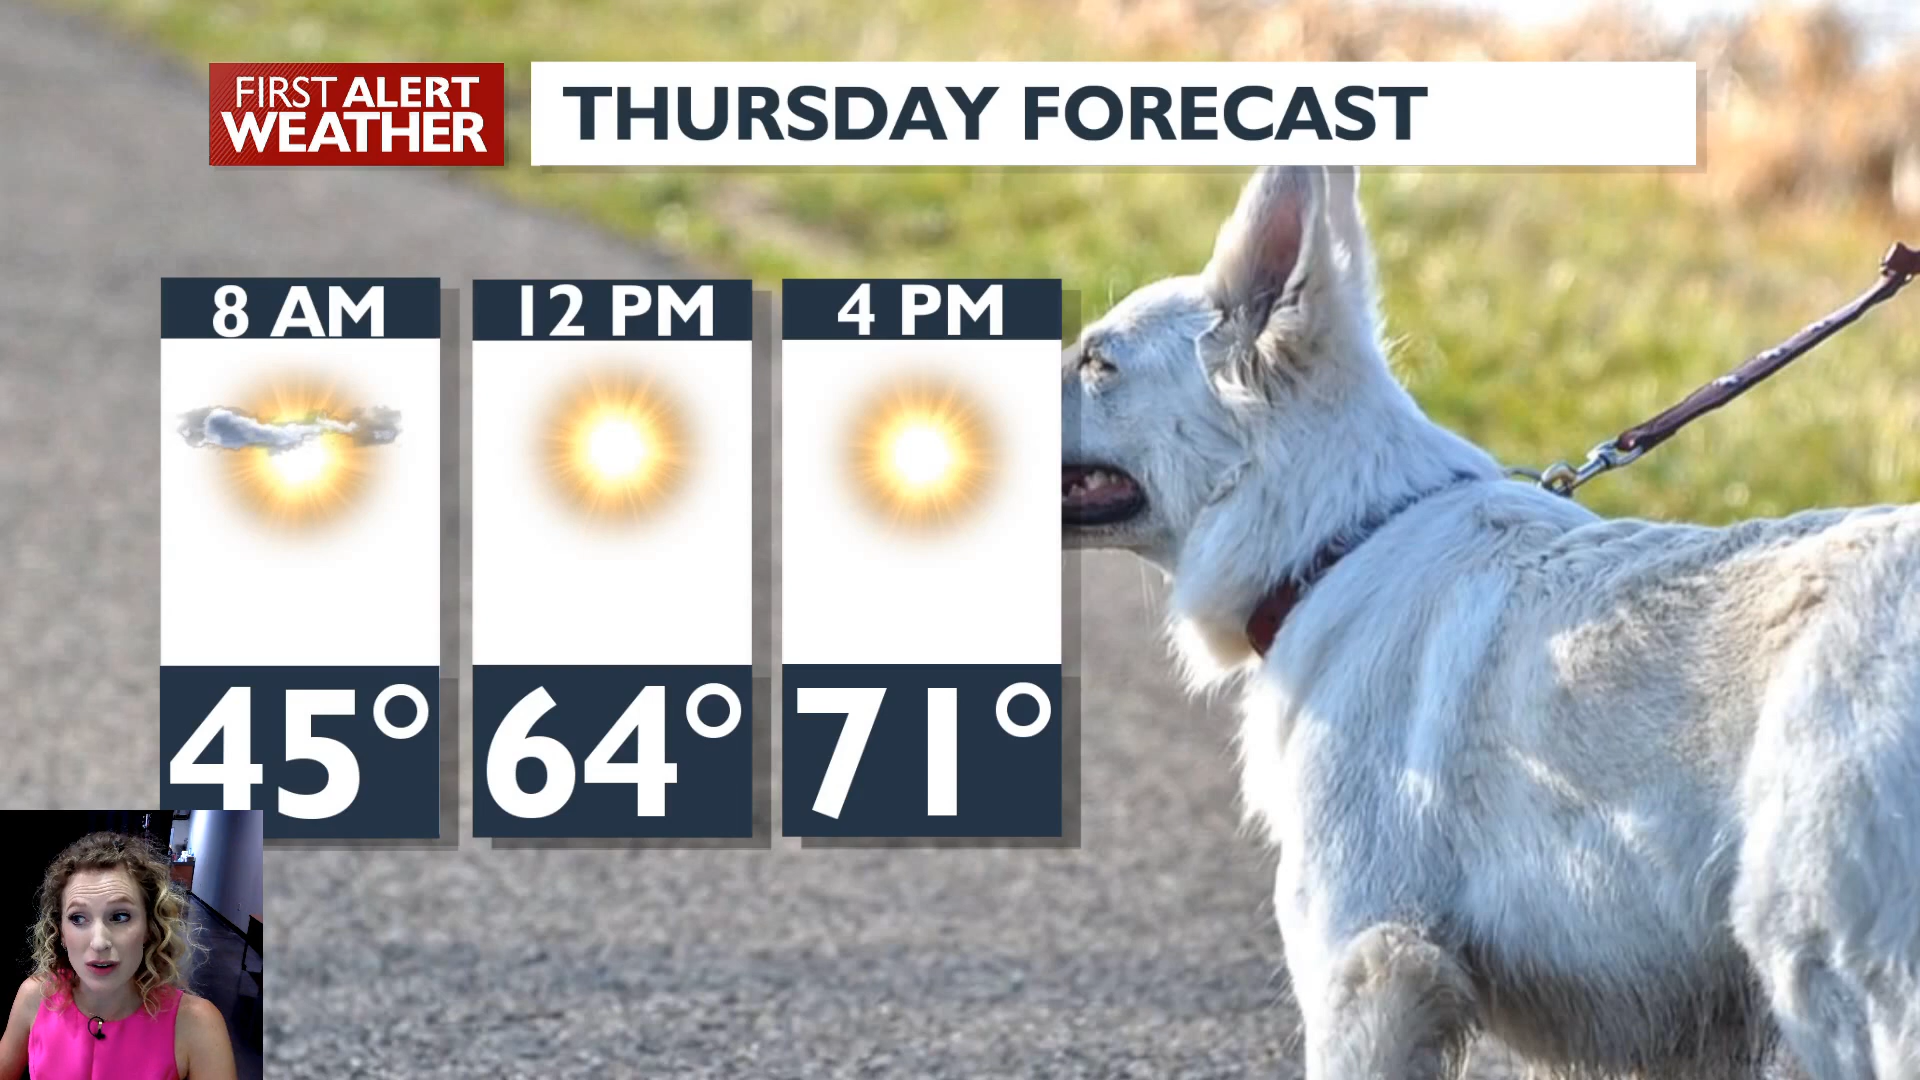 FIRST ALERT
WEATHER
THURSDAY FORECAST
8 AM
12 PM
4 PM
45°
64°
71°